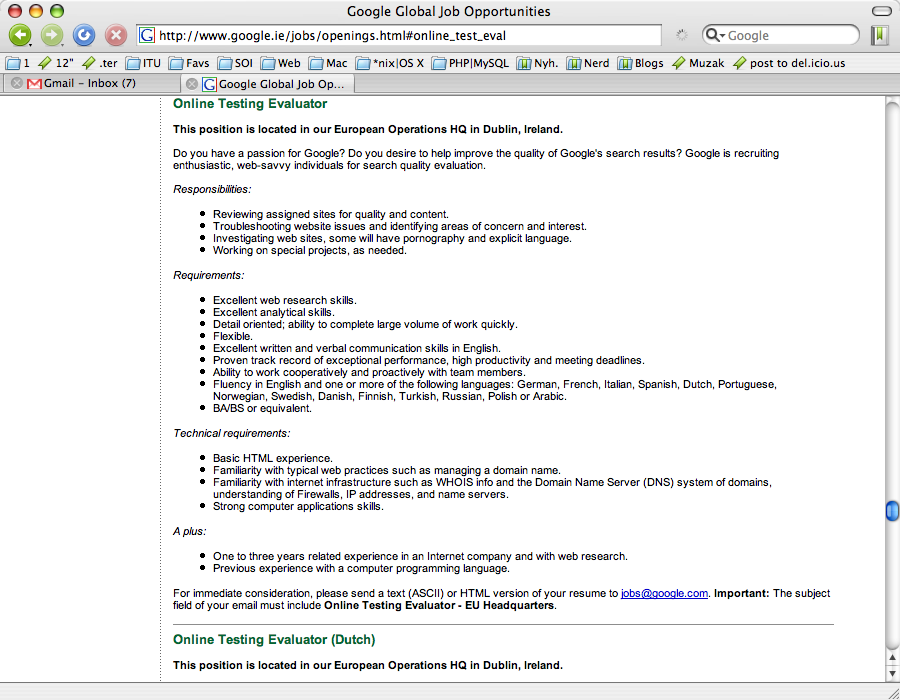 Google Global Job Opportunities
http://www.google.ie/jobs/openings.html#online_test_eval
Google
1 12" .ter ITU Favs SOI Web Mac *nix|OS X PHP|MySQL Nyh. Nerd Blogs Muzak post to del.icio.us
Gmail – Inbox (7) Google Global Job Op...
Online Testing Evaluator
This position is located in our European Operations HQ in Dublin, Ireland.
Do you have a passion for Google? Do you desire to help improve the quality of Google's search results? Google is recruiting
enthusiastic, web-savvy individuals for search quality evaluation.
Responsibilities:
Reviewing assigned sites for quality and content.
Troubleshooting website issues and identifying areas of concern and interest.
Investigating web sites, some will have pornography and explicit language.
Working on special projects, as needed.
Requirements:
Excellent web research skills.
Excellent analytical skills.
Detail oriented; ability to complete large volume of work quickly.
Flexible.
Excellent written and verbal communication skills in English.
Proven track record of exceptional performance, high productivity and meeting deadlines.
Ability to work cooperatively and proactively with team members.
Fluency in English and one or more of the following languages: German, French, Italian, Spanish, Dutch, Portuguese,
Norwegian, Swedish, Danish, Finnish, Turkish, Russian, Polish or Arabic.
BA/BS or equivalent.
Technical requirements:
Basic HTML experience.
Familiarity with typical web practices such as managing a domain name.
Familiarity with internet infrastructure such as WHOIS info and the Domain Name Server (DNS) system of domains,
understanding of Firewalls, IP addresses, and name servers.
Strong computer applications skills.
A plus:
One to three years related experience in an Internet company and with web research.
Previous experience with a computer programming language.
For immediate consideration, please send a text (ASCII) or HTML version of your resume to jobs@google.com. Important: The subject
field of your email must include Online Testing Evaluator - EU Headquarters.
Online Testing Evaluator (Dutch)
This position is located in our European Operations HQ in Dublin, Ireland.